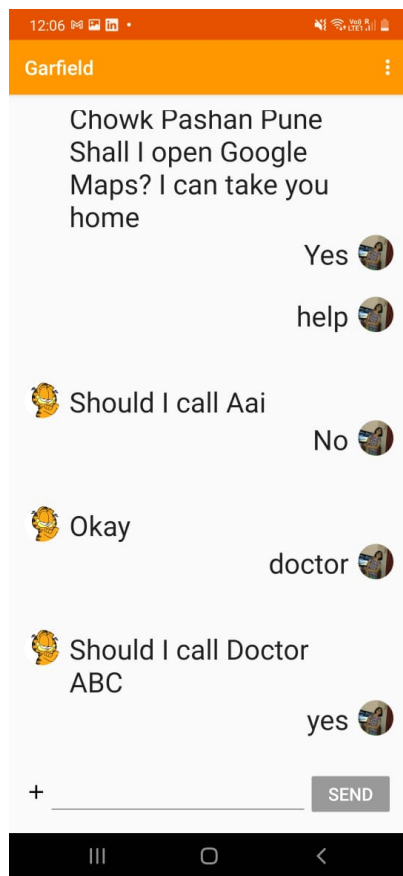 12:06
Garfield
Chowk Pashan Pune
Shall I open Google
Maps? I can take you
home
Yes
help
Should I call Aai
No
Okay
doctor
Should I call Doctor
ABC
yes
+
SEND